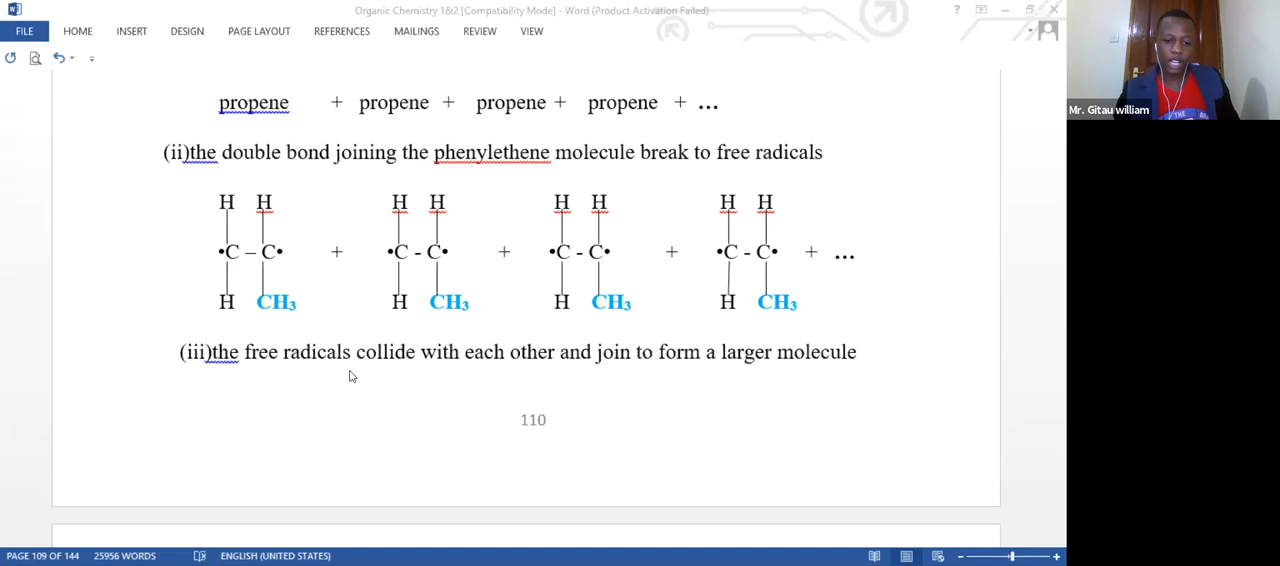 Organic Chemistry 1&2 [Compatibility Mode] - Word (Product Activation Failed)
FILE HOME INSERT DESIGN PAGE LAYOUT REFERENCES MAILINGS REVIEW VIEW
Mr. Gitau william
propene + propene + propene + propene + ...
(ii)the double bond joining the phenylethene molecule break to free radicals
H H H H H H H H
•C – C• + •C - C• + •C - C• + •C - C• + ...
H CH₃ H CH₃ H CH₃ H CH₃
(iii)the free radicals collide with each other and join to form a larger molecule
110
PAGE 109 OF 144 25956 WORDS ENGLISH (UNITED STATES)